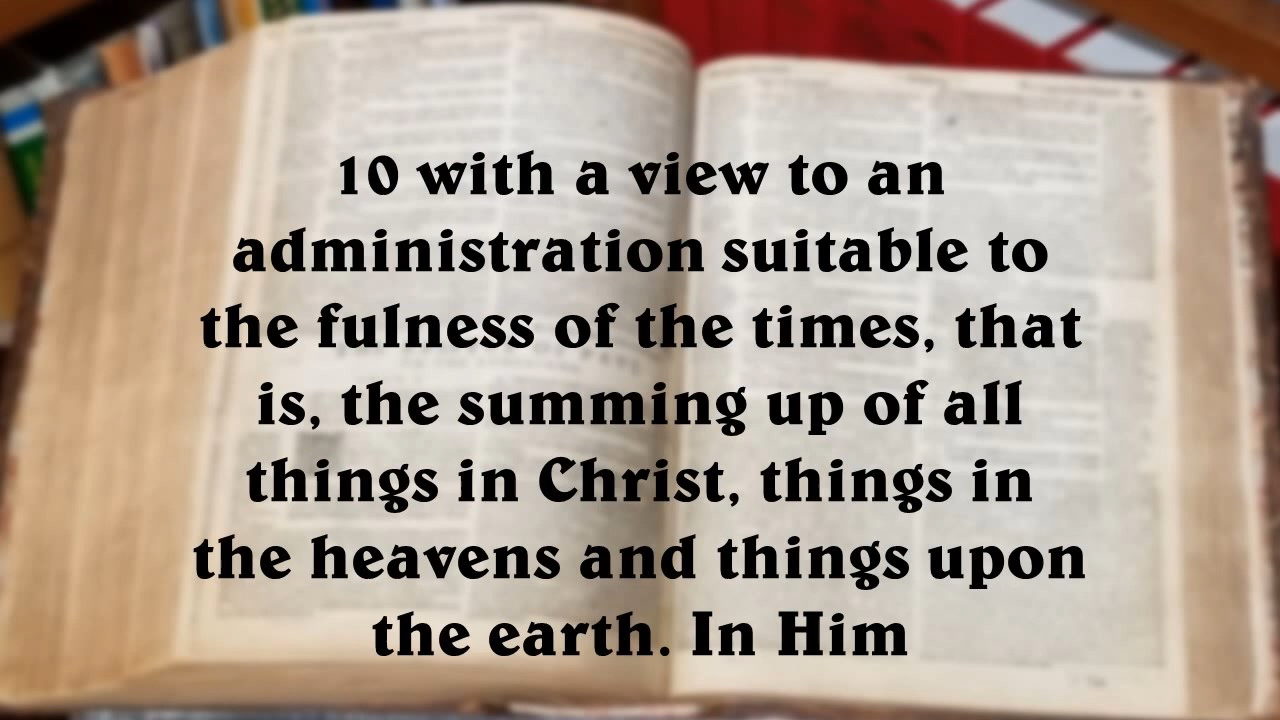 10 with a view to an
administration suitable to
the fulness of the times, that
is, the summing up of all
things in Christ, things in
the heavens and things upon
the earth. In Him